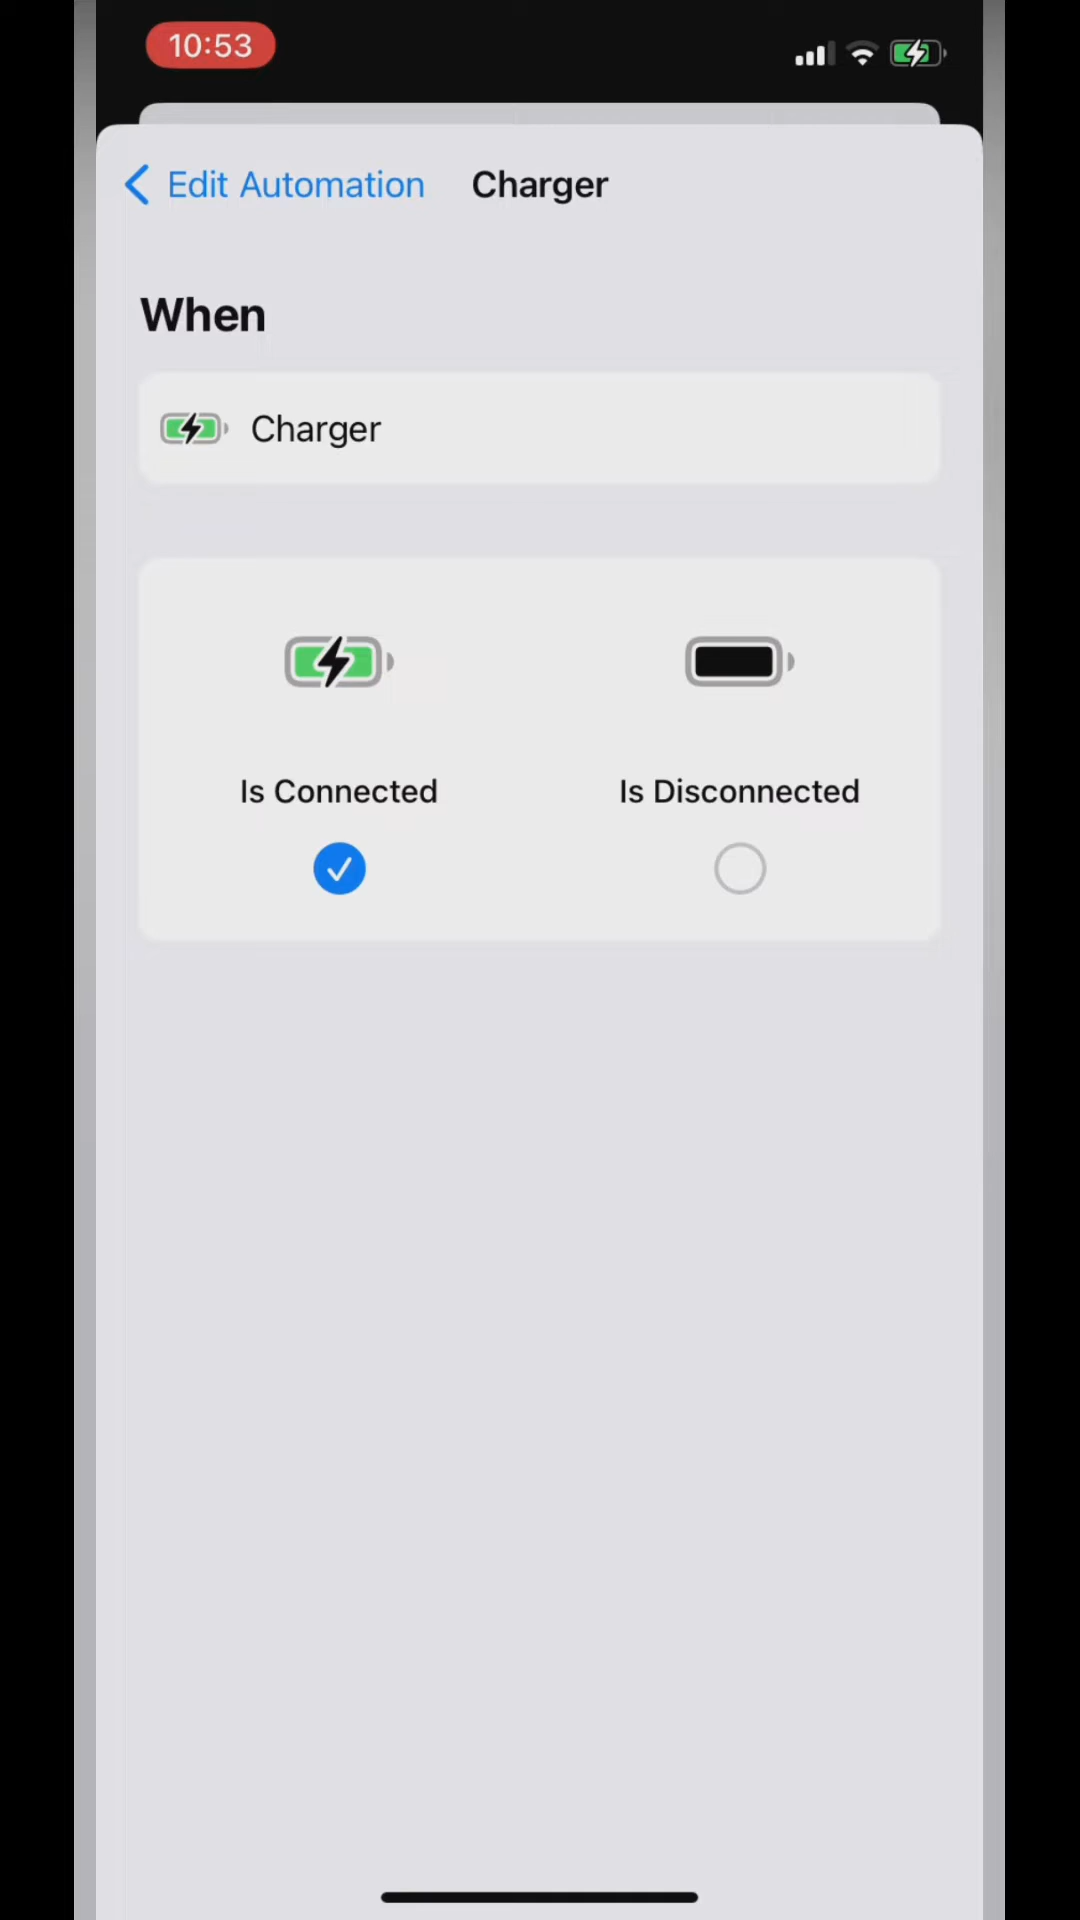 10:53
Edit Automation Charger
When
Charger
Is Connected Is Disconnected